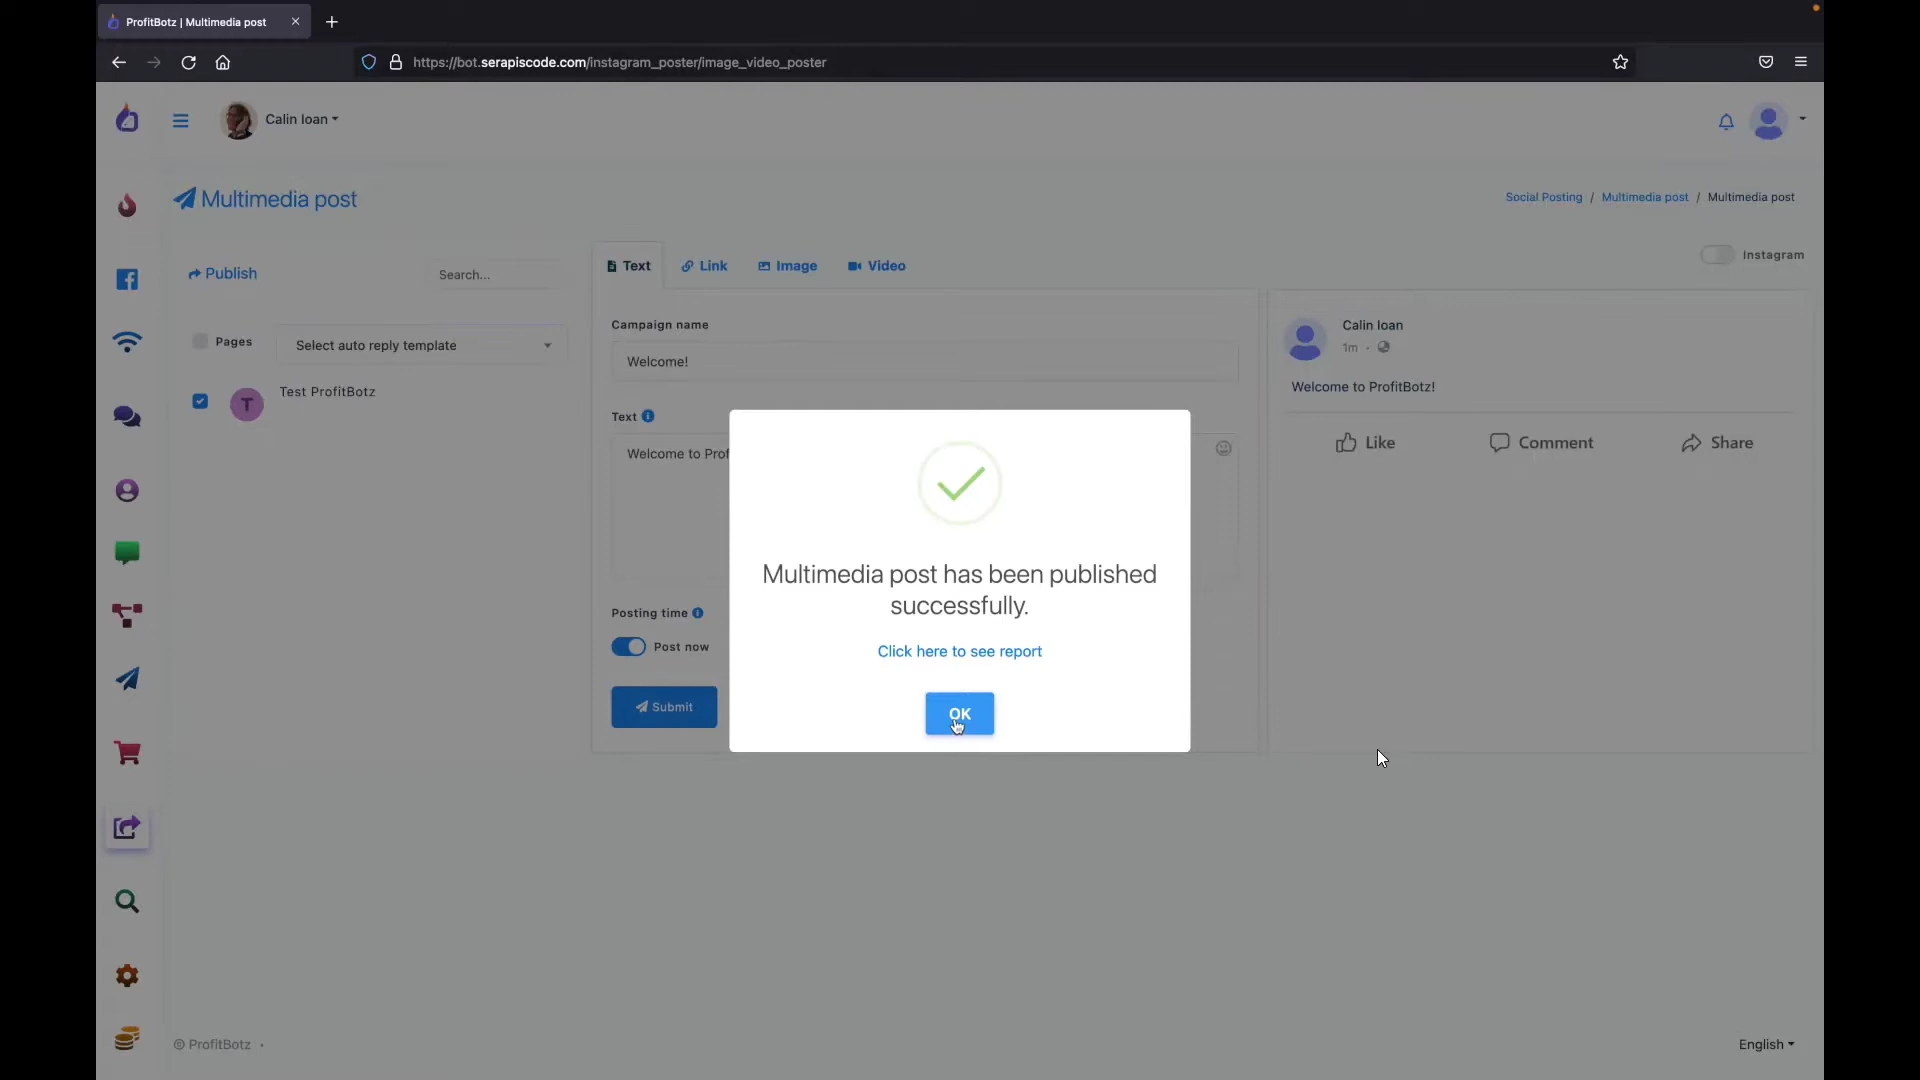 ProfitBotz | Multimedia post
https://bot.serapiscode.com/instagram_poster/image_video_poster
Calin Ioan
Multimedia post
Social Posting / Multimedia post / Multimedia post
Publish
Search...
Text
Link
Image
Video
Instagram
Pages
Select auto reply template
Test ProfitBotz
T
Campaign name
Welcome!
Text
Welcome to Prof
Posting time
Post now
Submit
Calin Ioan
1m
Welcome to ProfitBotz!
Like
Comment
Share
Multimedia post has been published
successfully.
Click here to see report
OK
© ProfitBotz
English